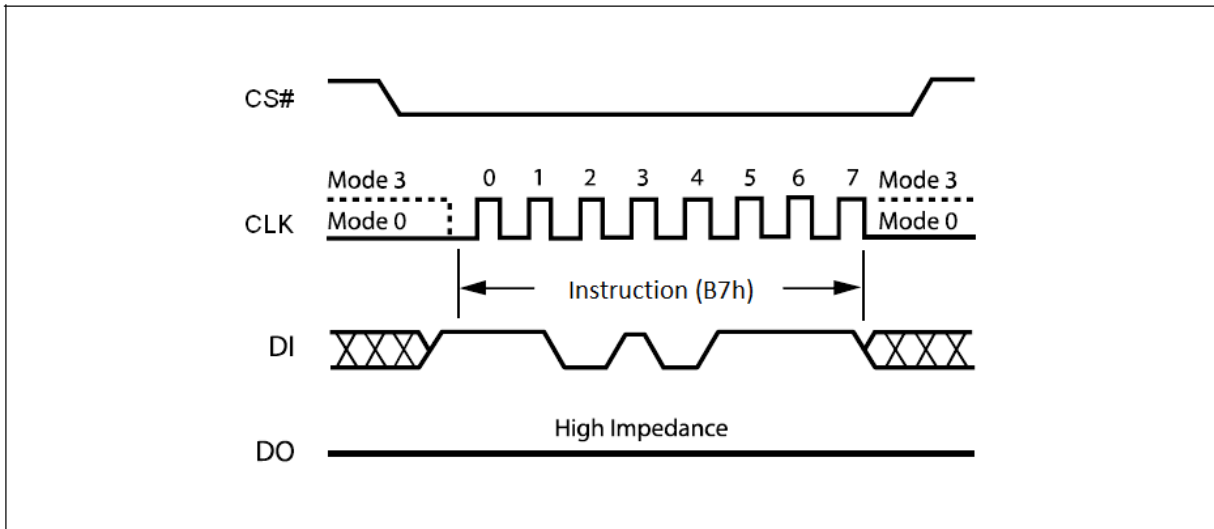 CS#
Mode 3 0 1 2 3 4 5 6 7 Mode 3
CLK Mode 0 Mode 0
Instruction (B7h)
DI
High Impedance
DO